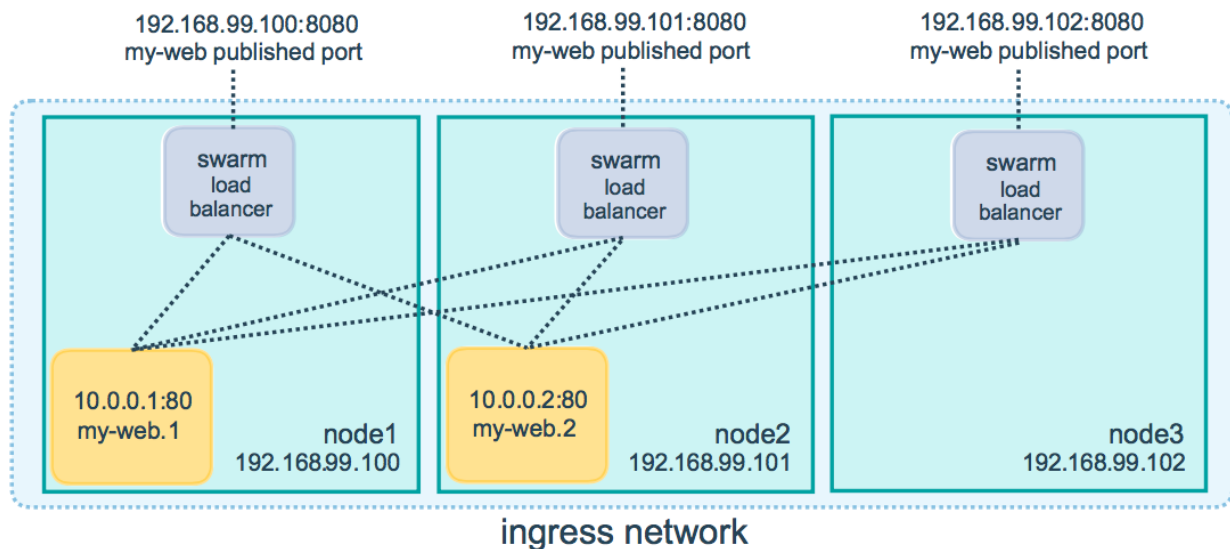 192.168.99.100:8080
my-web published port
192.168.99.101:8080
my-web published port
192.168.99.102:8080
my-web published port
swarm
load
balancer
swarm
load
balancer
swarm
load
balancer
10.0.0.1:80
my-web.1
node1
192.168.99.100
10.0.0.2:80
my-web.2
node2
192.168.99.101
node3
192.168.99.102
ingress network